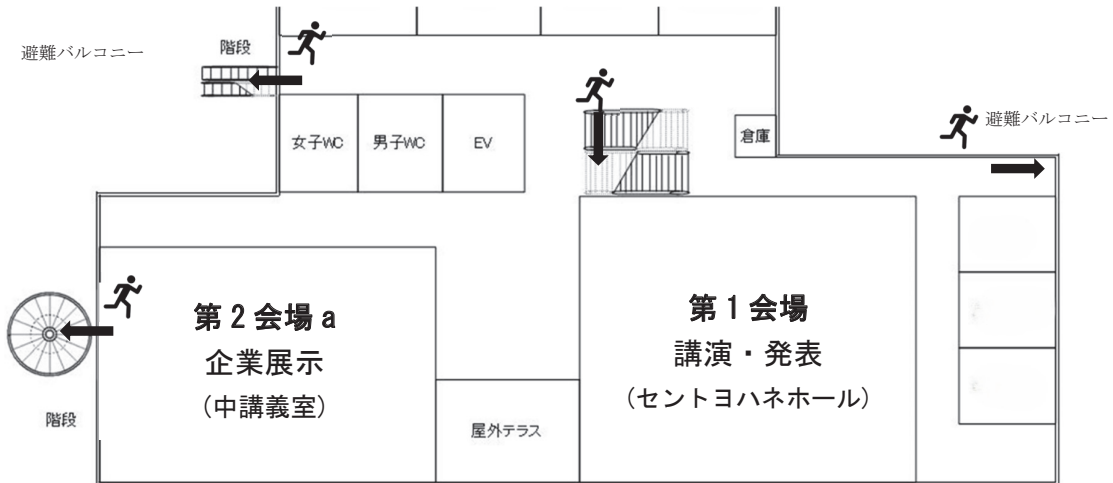 避難バルコニー
階段
避難バルコニー
倉庫
女子WC
男子WC
EV
第2会場a
企業展示
(中講義室)
第1会場
講演・発表
(セントヨハネホール)
階段
屋外テラス